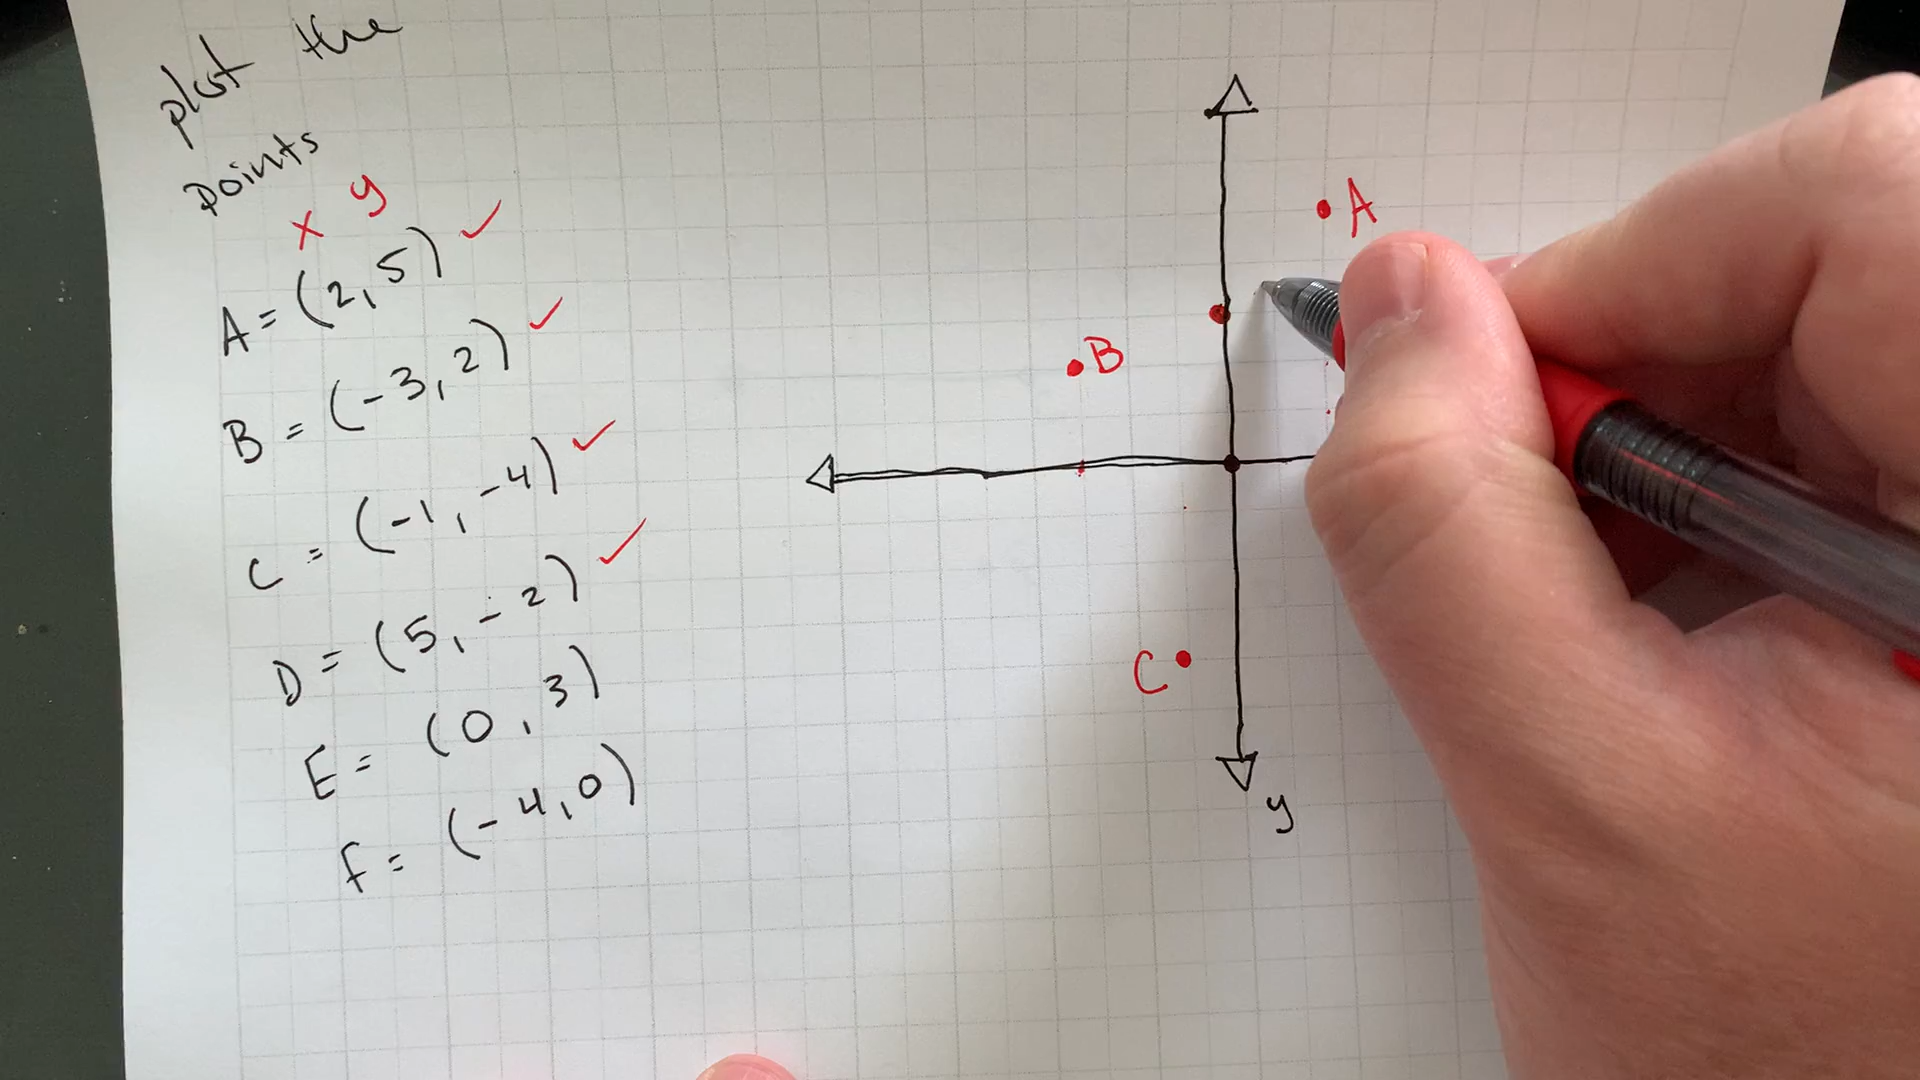 plot the
points
x y
A = (2, 5) ✓
B = (-3, 2) ✓
C = (-1, -4) ✓
D = (5, -2) ✓
E = (0, 3)
F = (-4, 0)
A
B
C
y